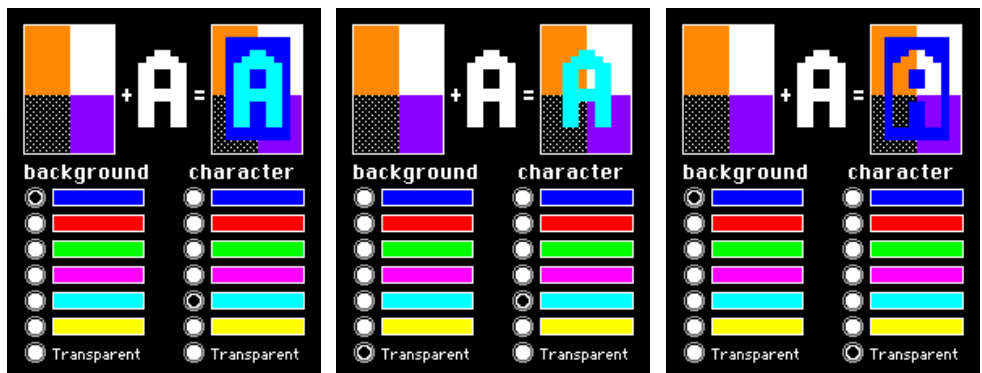 + A =
background character
Transparent Transparent
+ A =
background character
Transparent Transparent
+ A =
background character
Transparent Transparent